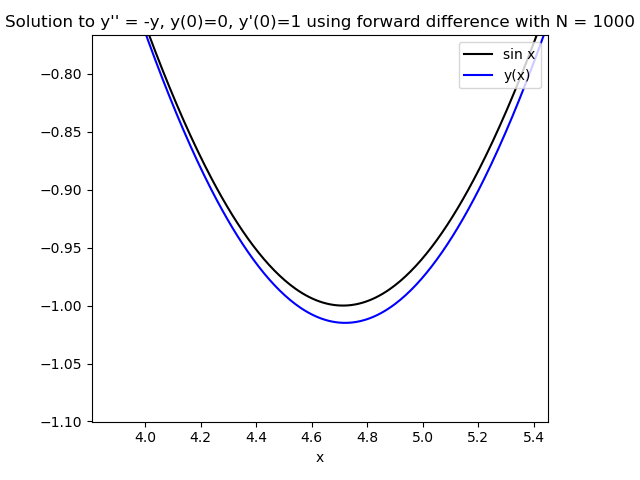 Solution to y'' = -y, y(0)=0, y'(0)=1 using forward difference with N = 1000
sin x
y(x)
−0.80
−0.85
−0.90
−0.95
−1.00
−1.05
−1.10
4.0 4.2 4.4 4.6 4.8 5.0 5.2 5.4
x